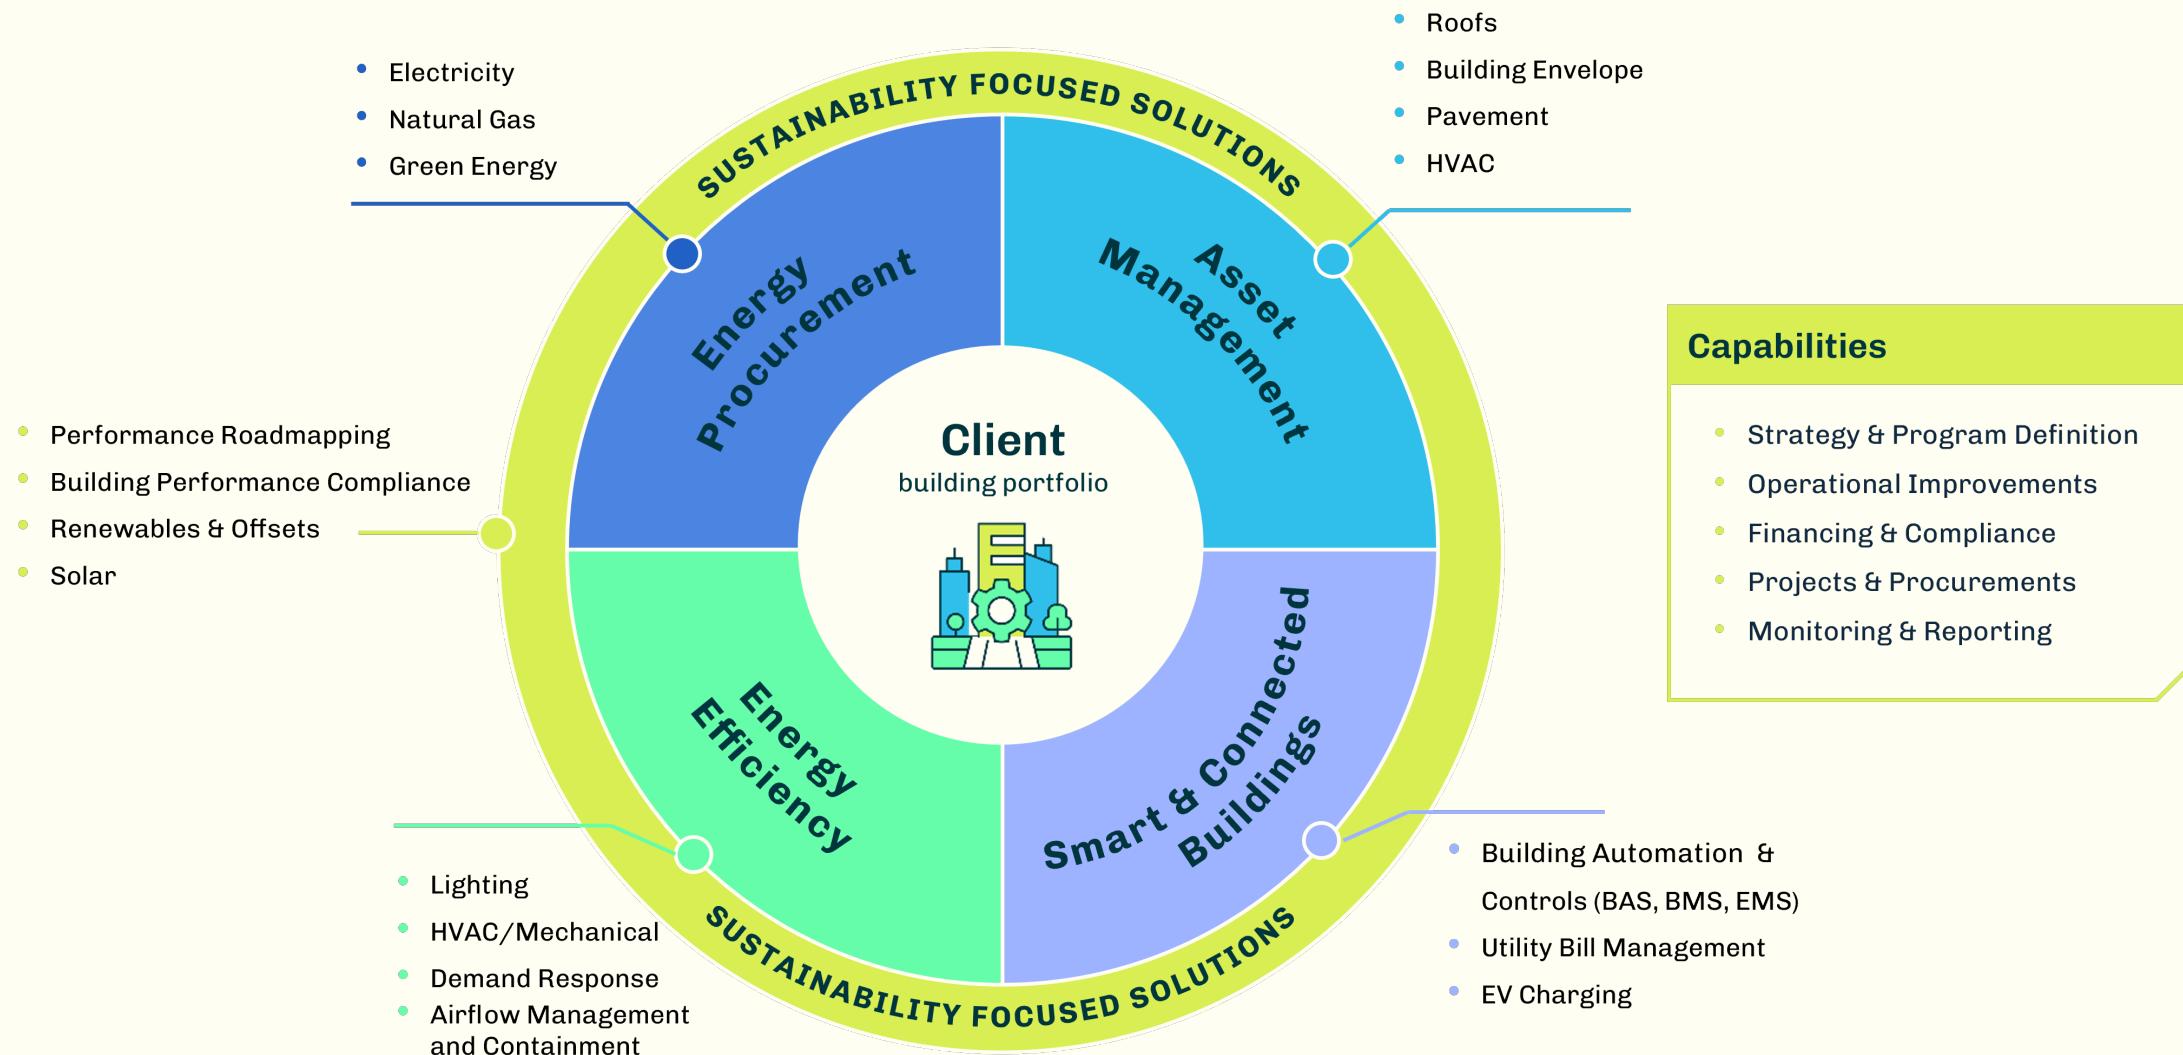 Electricity
Natural Gas
Green Energy
Roofs
Building Envelope
Pavement
HVAC
SUSTAINABILITY FOCUSED SOLUTIONS
Energy
Procurement
Asset
Management
Performance Roadmapping
Building Performance Compliance
Renewables & Offsets
Solar
Client
building portfolio
Capabilities
Strategy & Program Definition
Operational Improvements
Financing & Compliance
Projects & Procurements
Monitoring & Reporting
Energy
Efficiency
Smart & Connected
Buildings
SUSTAINABILITY FOCUSED SOLUTIONS
Lighting
HVAC/Mechanical
Demand Response
Airflow Management
and Containment
Building Automation &
Controls (BAS, BMS, EMS)
Utility Bill Management
EV Charging